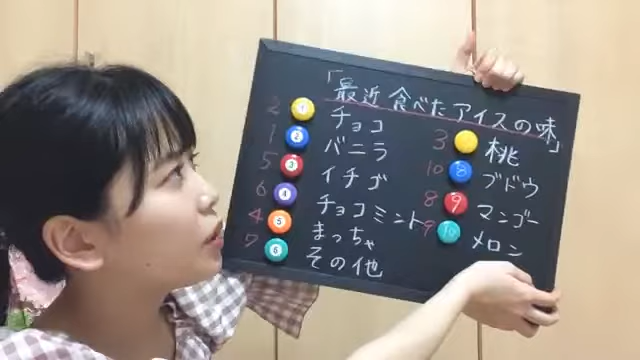 「最近食べたアイスの味」
2 1 チョコ
1 2 バニラ
5 3 イチゴ
6 4 チョコミント
4 5 まっちゃ
7 6 その他
3 桃
10 8 ブドウ
8 9 マンゴー
9 10 メロン